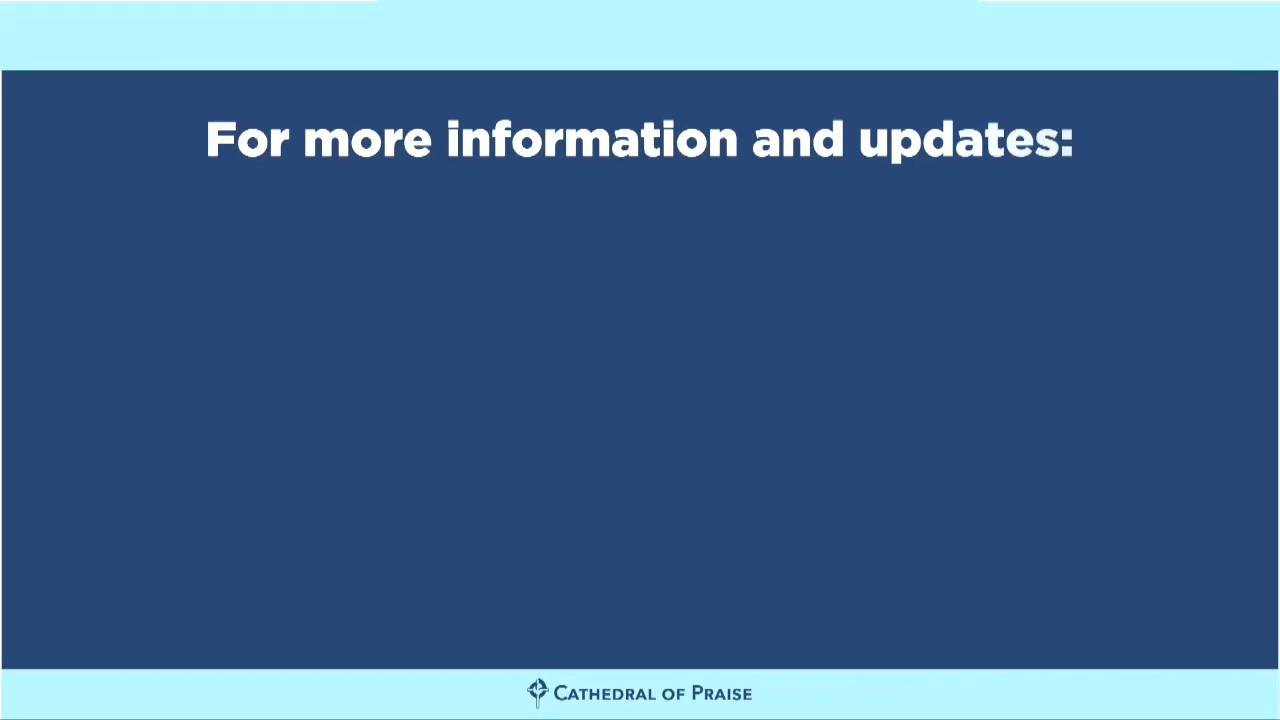 For more information and updates:
CATHEDRAL OF PRAISE